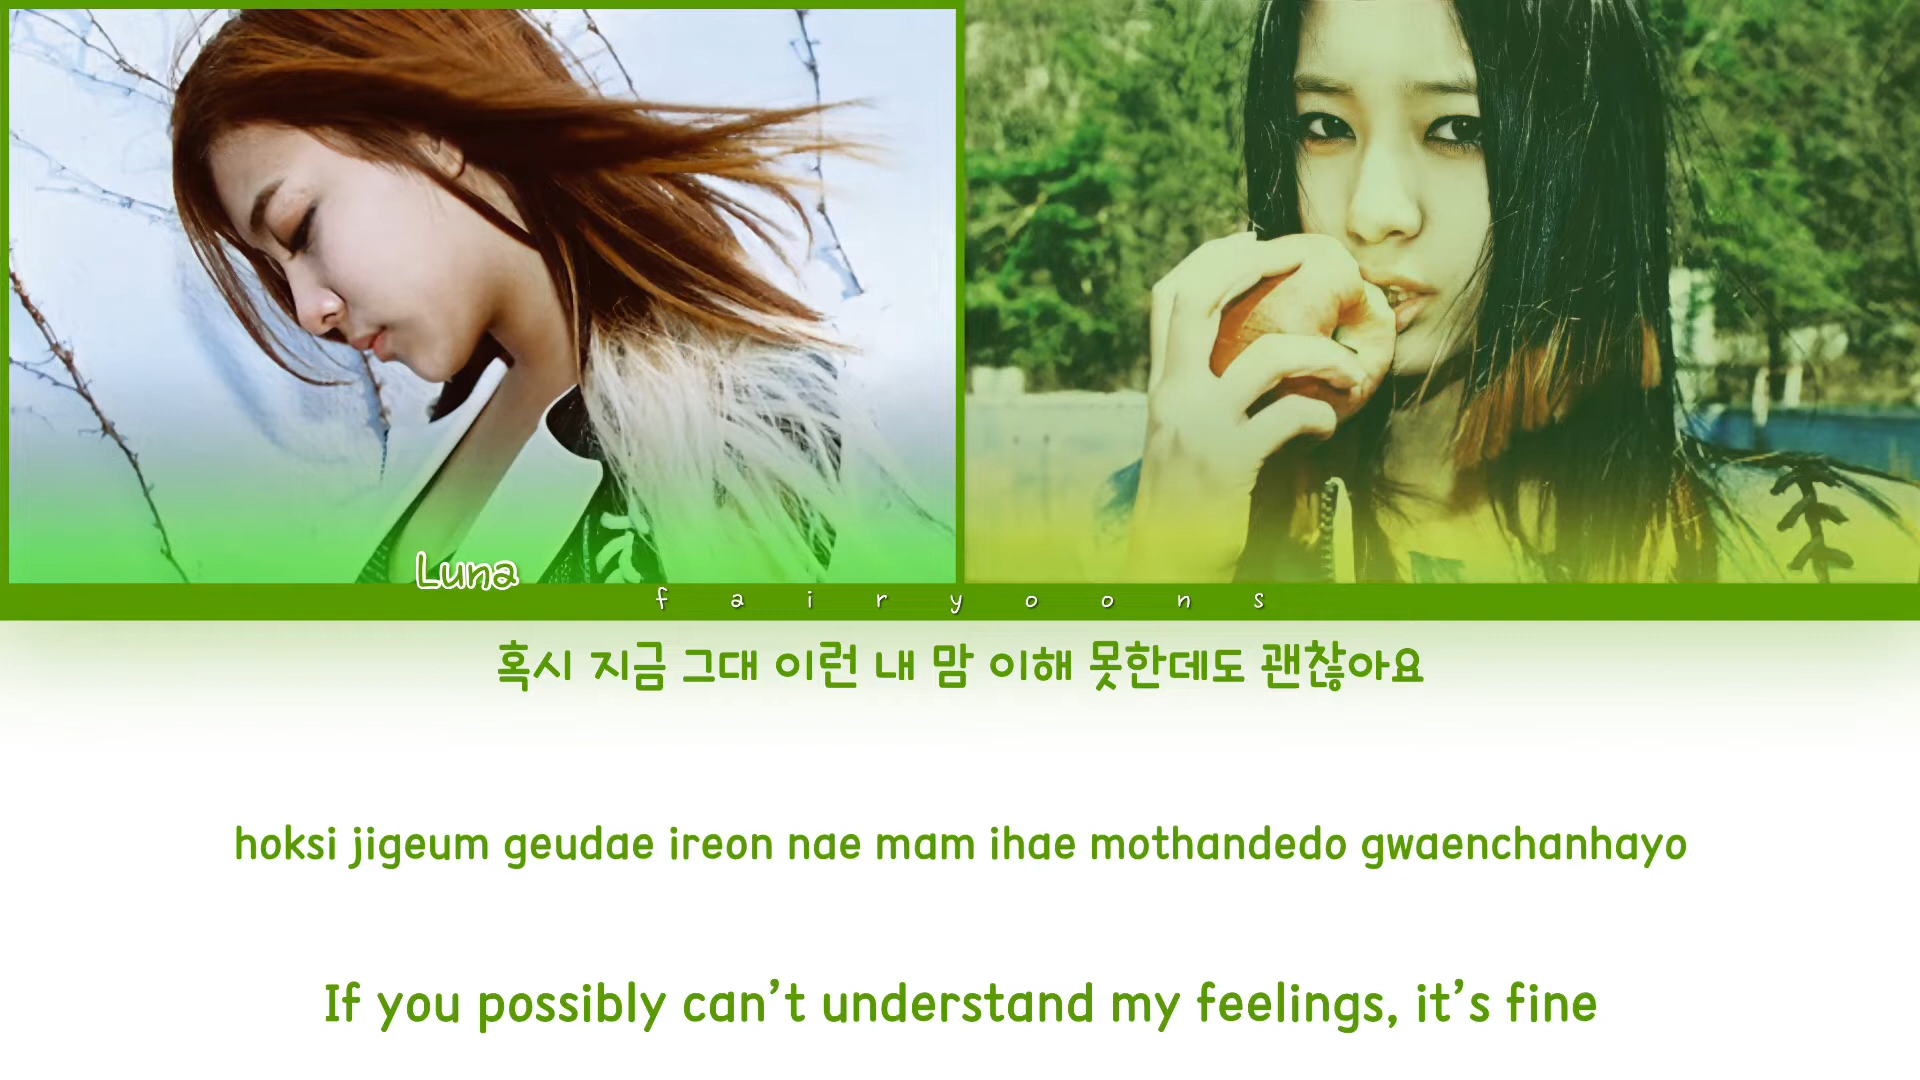 Luna
fairyoons
혹시 지금 그대 이런 내 맘 이해 못한데도 괜찮아요
hoksi jigeum geudae ireon nae mam ihae mothandedo gwaenchanhayo
If you possibly can't understand my feelings, it's fine